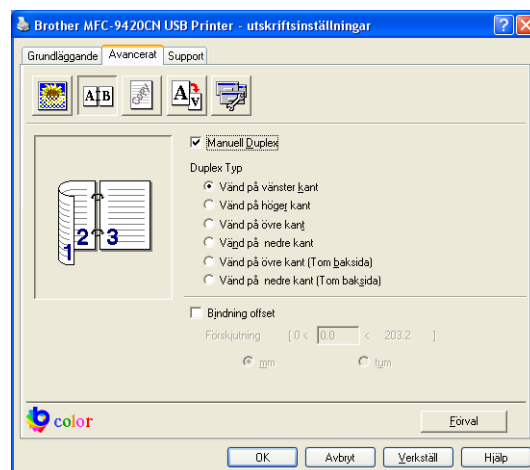 Brother MFC-9420CN USB Printer - utskriftsinställningar
Grundläggande Avancerat Support
A B
A A
Manuell Duplex
Duplex Typ
Vänd på vänster kant
Vänd på höger kant
Vänd på övre kant
Vänd på nedre kant
Vänd på övre kant (Tom baksida)
Vänd på nedre kant (Tom baksida)
1 2 3
Bindning offset
Förskjutning [ 0 < 0.0 < 203.2 ]
mm tum
color
Förval
OK Avbryt Verkställ Hjälp